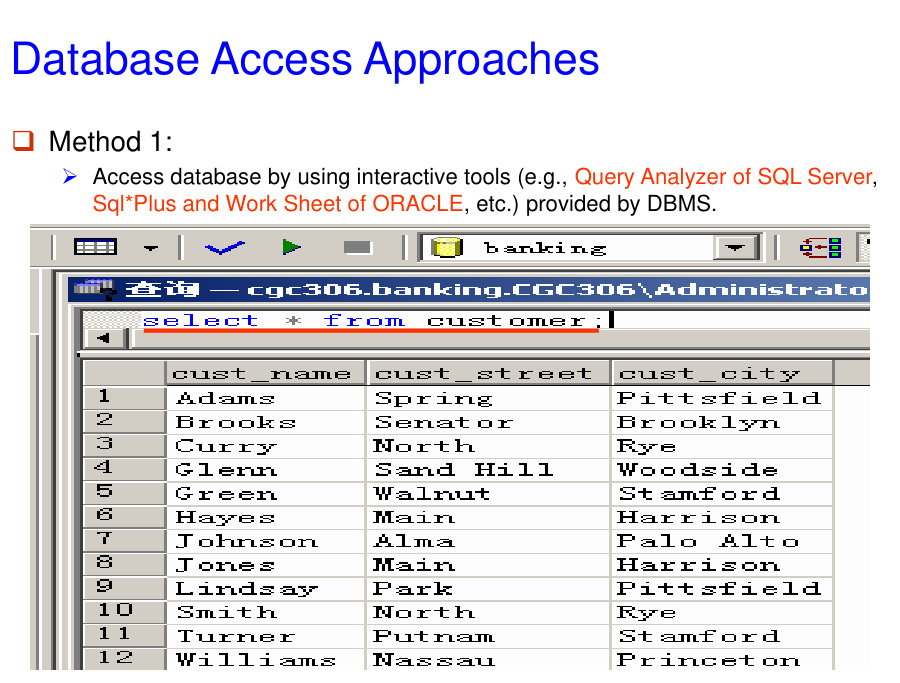 Database Access Approaches
Method 1:
Access database by using interactive tools (e.g., Query Analyzer of SQL Server,
Sql*Plus and Work Sheet of ORACLE, etc.) provided by DBMS.
banking
查询 — cgc306.banking.CGC306\Administrato
select * from customer;
cust_name cust_street cust_city
1 Adams Spring Pittsfield
2 Brooks Senator Brooklyn
3 Curry North Rye
4 Glenn Sand Hill Woodside
5 Green Walnut Stamford
6 Hayes Main Harrison
7 Johnson Alma Palo Alto
8 Jones Main Harrison
9 Lindsay Park Pittsfield
10 Smith North Rye
11 Turner Putnam Stamford
12 Williams Nassau Princeton